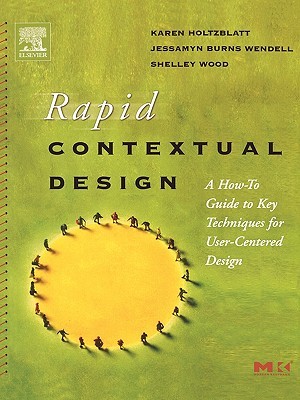 KAREN HOLTZBLATT
JESSAMYN BURNS WENDELL
SHELLEY WOOD
ELSEVIER
Rapid
CONTEXTUAL
DESIGN
A How-To
Guide to Key
Techniques for
User-Centered
Design
M K